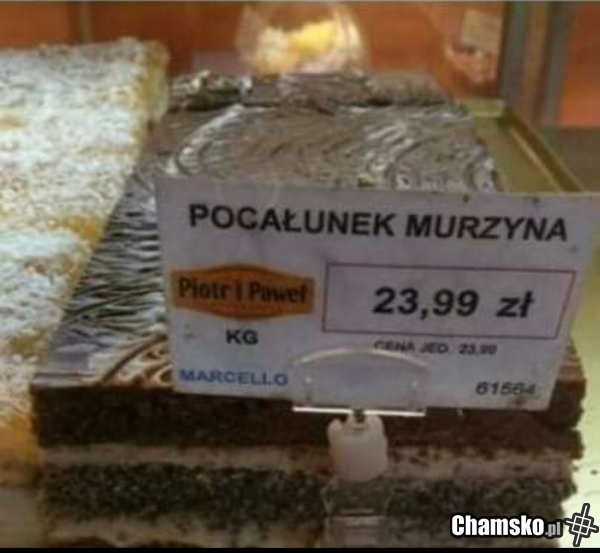 POCAŁUNEK MURZYNA
Piotr i Paweł
23,99 zł
KG
CENA JED. 23,99
MARCELLO
61564
Chamsko.pl